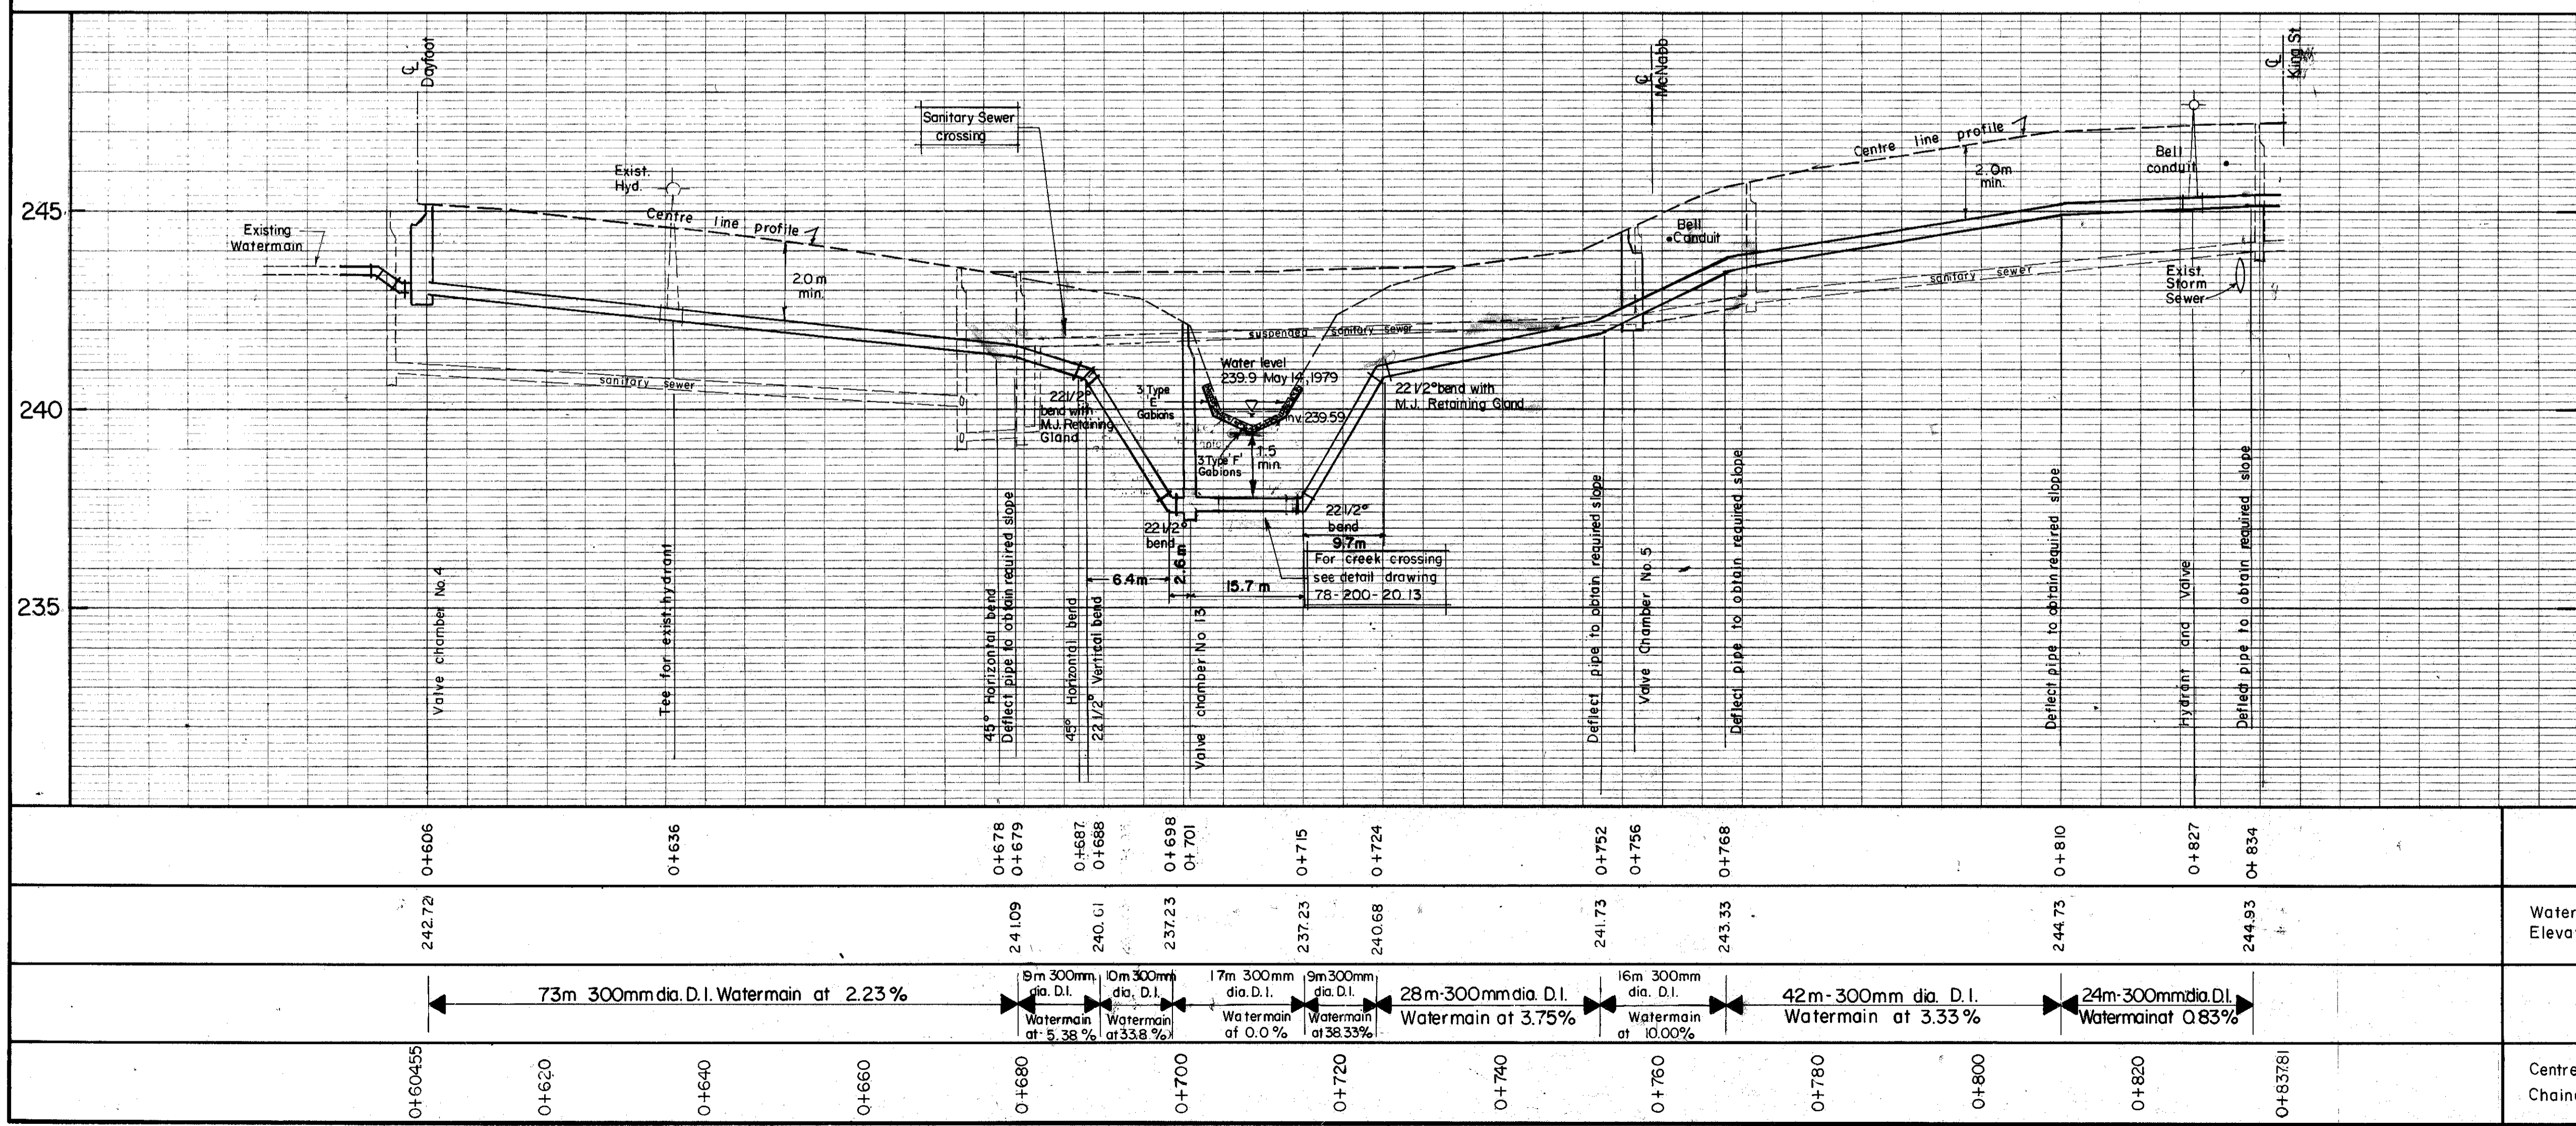 ℄
Dayfoot
℄
McNabb
℄
King St.
Sanitary Sewer
crossing
Exist.
Hyd.
Centre line profile
Bell
conduit
2.0m
min.
245
Existing
Watermain
Centre line profile
2.0m
min.
Bell
Conduit
sanitary sewer
Exist.
Storm
Sewer
suspended sanitary sewer
Water level
239.9 May 14, 1979
sanitary sewer
240
22 1/2°
bend with
M.J. Retaining
Gland
3 Type
'E'
Gabions
Inv. 239.59
22 1/2° bend with
M.J. Retaining Gland
3 Type 'F'
Gabions
1.5
min.
22 1/2°
bend
22 1/2°
bend
9.7m
For creek crossing
see detail drawing
78-200-20.13
6.4m
2.6m
15.7m
235
Valve chamber No. 4
Tee for exist. hydrant
45° Horizontal bend
Deflect pipe to obtain required slope
45° Horizontal bend
22 1/2° Vertical bend
Valve chamber No 13
Deflect pipe to obtain required slope
Valve Chamber No. 5
Deflect pipe to obtain required slope
Deflect pipe to obtain required slope
Hydrant and Valve
Deflect pipe to obtain required slope
0+606
0+636
0+678
0+679
0+687
0+688
0+698
0+701
0+715
0+724
0+752
0+756
0+768
0+810
0+827
0+834
242.72
241.09
240.61
237.23
237.23
240.68
241.73
243.33
244.73
244.93
Water
Eleva
73m 300mm dia. D.I. Watermain at 2.23%
9m 300mm
dia. D.I.
Watermain
at 5.38%
10m 300mm
dia. D.I.
Watermain
at 33.8%
17m 300mm
dia. D.I.
Watermain
at 0.0%
9m 300mm
dia. D.I.
Watermain
at 38.33%
28m-300mm dia. D.I.
Watermain at 3.75%
16m 300mm
dia. D.I.
Watermain
at 10.00%
42m-300mm dia. D.I.
Watermain at 3.33%
24m-300mm dia. D.I.
Watermain at 0.83%
0+604.55
0+620
0+640
0+660
0+680
0+700
0+720
0+740
0+760
0+780
0+800
0+820
0+837.81
Centre
Chain